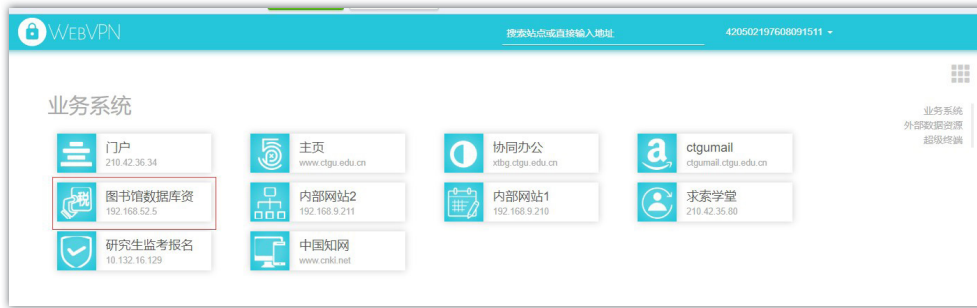 WEBVPN
搜索站点或直接输入地址
420502197608091511
业务系统
业务系统
外部数据资源
超级终端
门户
210.42.36.34
主页
www.ctgu.edu.cn
协同办公
xtbg.ctgu.edu.cn
ctgumail
ctgumail.ctgu.edu.cn
图书馆数据库资
192.168.52.5
内部网站2
192.168.9.211
内部网站1
192.168.9.210
求索学堂
210.42.35.80
研究生监考报名
10.132.16.129
中国知网
www.cnki.net